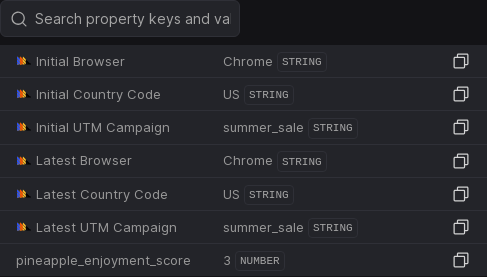 Search property keys and va
Initial Browser Chrome STRING
Initial Country Code US STRING
Initial UTM Campaign summer_sale STRING
Latest Browser Chrome STRING
Latest Country Code US STRING
Latest UTM Campaign summer_sale STRING
pineapple_enjoyment_score 3 NUMBER